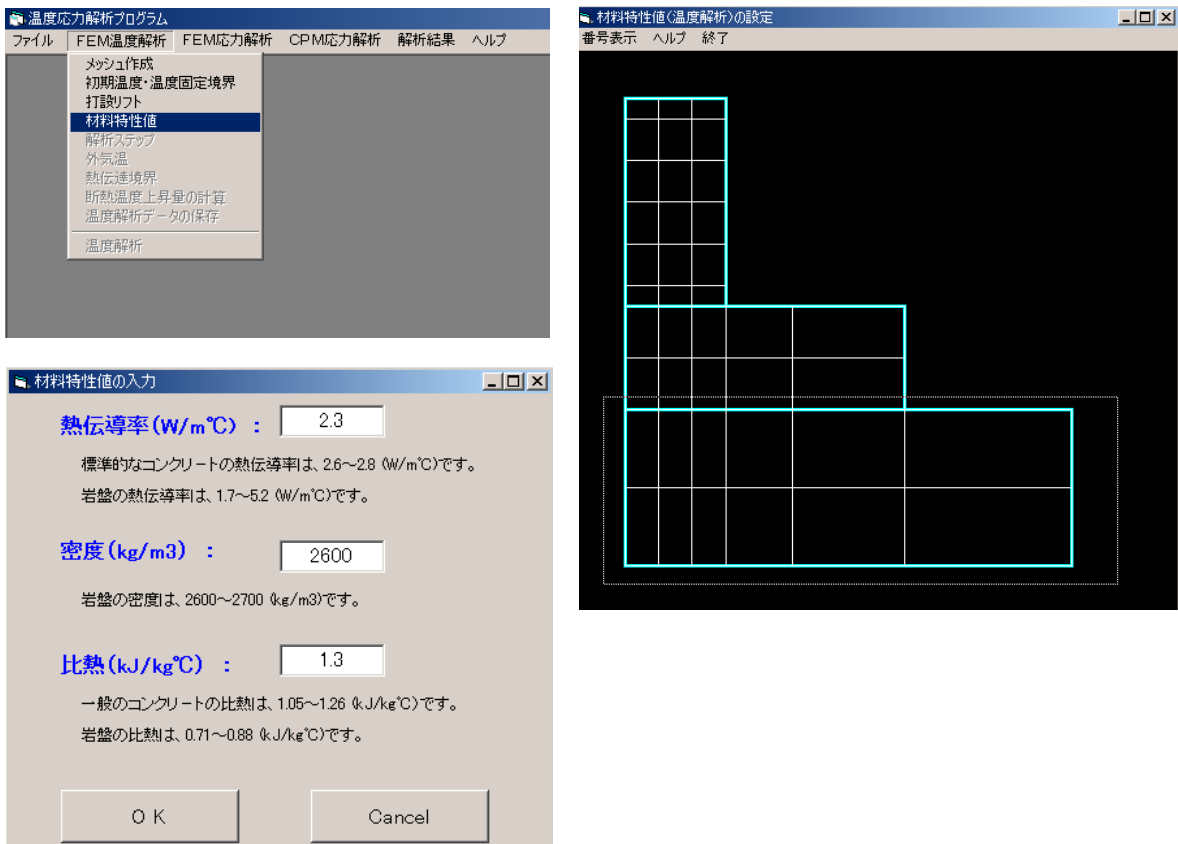 温度応力解析プログラム
ファイル FEM温度解析 FEM応力解析 CPM応力解析 解析結果 ヘルプ
メッシュ作成
初期温度・温度固定境界
打設リフト
材料特性値
解析ステップ
外気温
熱伝達境界
断熱温度上昇量の計算
温度解析データの保存
温度解析
材料特性値(温度解析)の設定
番号表示 ヘルプ 終了
材料特性値の入力
熱伝導率(W/m℃) : 2.3
標準的なコンクリートの熱伝導率は、2.6~2.8 (W/m℃)です。
岩盤の熱伝導率は、1.7~5.2 (W/m℃)です。
密度(kg/m3) : 2600
岩盤の密度は、2600~2700 (kg/m3)です。
比熱(kJ/kg℃) : 1.3
一般のコンクリートの比熱は、1.05~1.26 (kJ/kg℃)です。
岩盤の比熱は、0.71~0.88 (kJ/kg℃)です。
OK Cancel